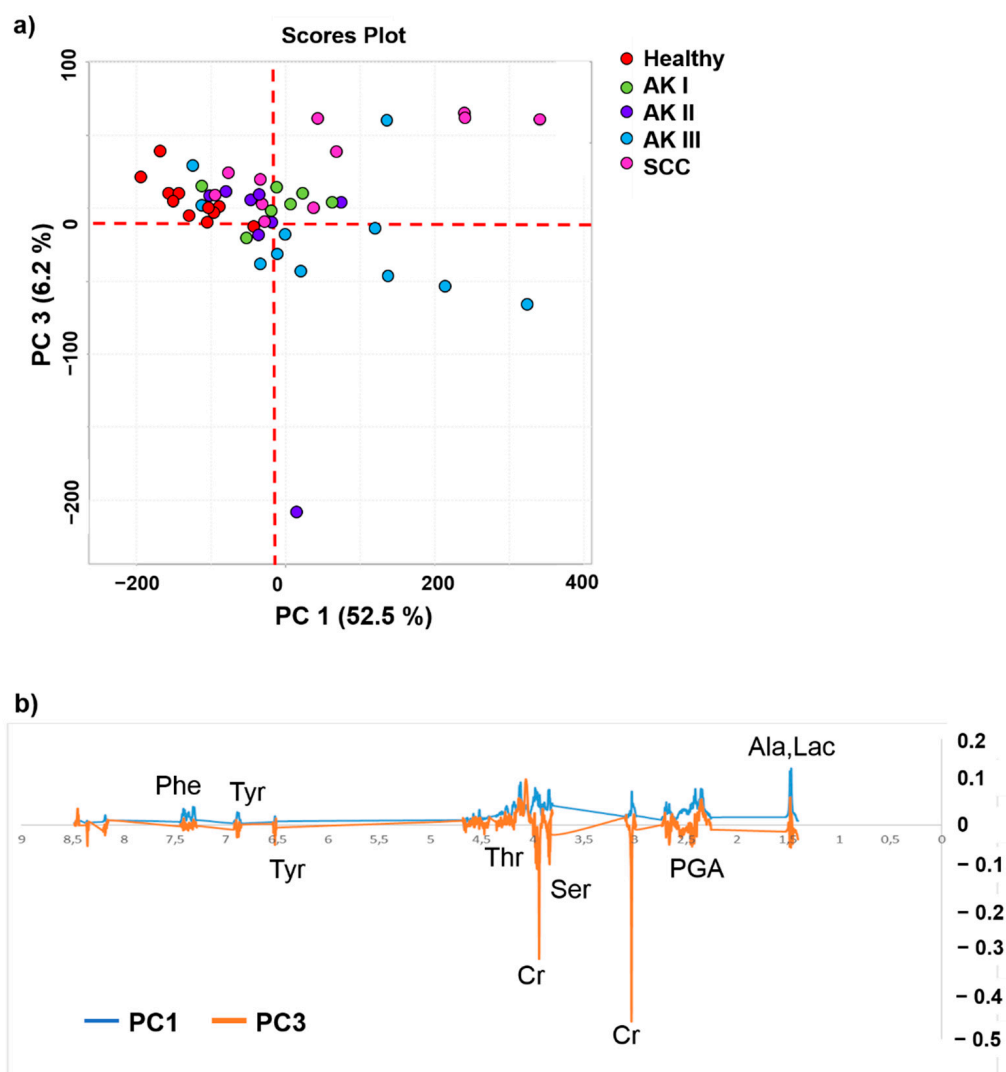 a)
Scores Plot
Healthy
AK I
AK II
AK III
SCC
100
0
−100
−200
PC 3 (6.2 %)
−200
0
200
400
PC 1 (52.5 %)
b)
0.2
0.1
0
− 0.1
− 0.2
− 0.3
− 0.4
− 0.5
Ala,Lac
Phe
Tyr
9 8,5 8 7,5 7 6,5 6 5,5 5 4,5 4 3,5 3 2,5 2 1,5 1 0,5 0
Tyr
Thr
Ser
PGA
Cr
Cr
PC1
PC3